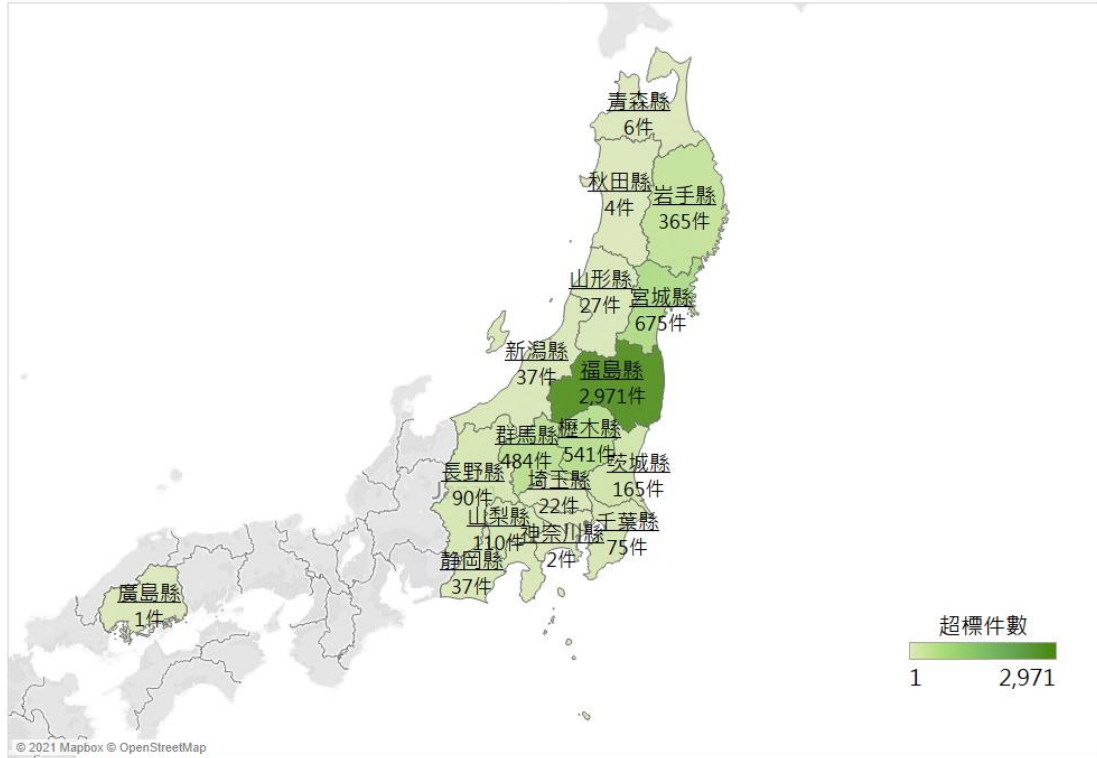 青森縣
6件
秋田縣
4件
岩手縣
365件
山形縣
27件
宮城縣
675件
新潟縣
37件
福島縣
2,971件
群馬縣
484件
櫪木縣
541件
茨城縣
165件
長野縣
90件
埼玉縣
22件
山梨縣
110件
神奈川縣
2件
千葉縣
75件
靜岡縣
37件
廣島縣
1件
超標件數
1
2,971
© 2021 Mapbox © OpenStreetMap